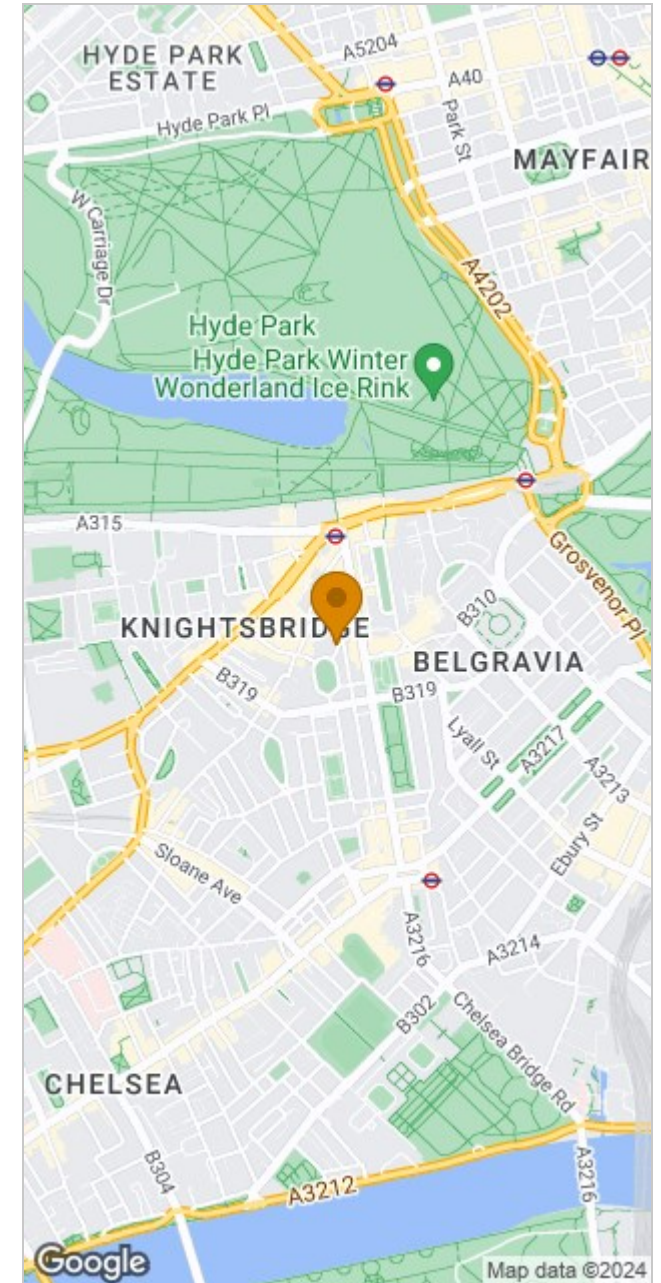 HYDE PARK
ESTATE
A5204
A40
Hyde Park Pl
Park St
MAYFAIR
W Carriage Dr
A4202
Hyde Park
Hyde Park Winter
Wonderland Ice Rink
A315
Grosvenor Pl
B310
KNIGHTSBRIDGE
BELGRAVIA
B319
B319
Lyall St
A3217
A3213
Ebury St
Sloane Ave
A3216
A3214
B302
Chelsea Bridge Rd
CHELSEA
B304
A3212
A3216
Google
Map data ©2024